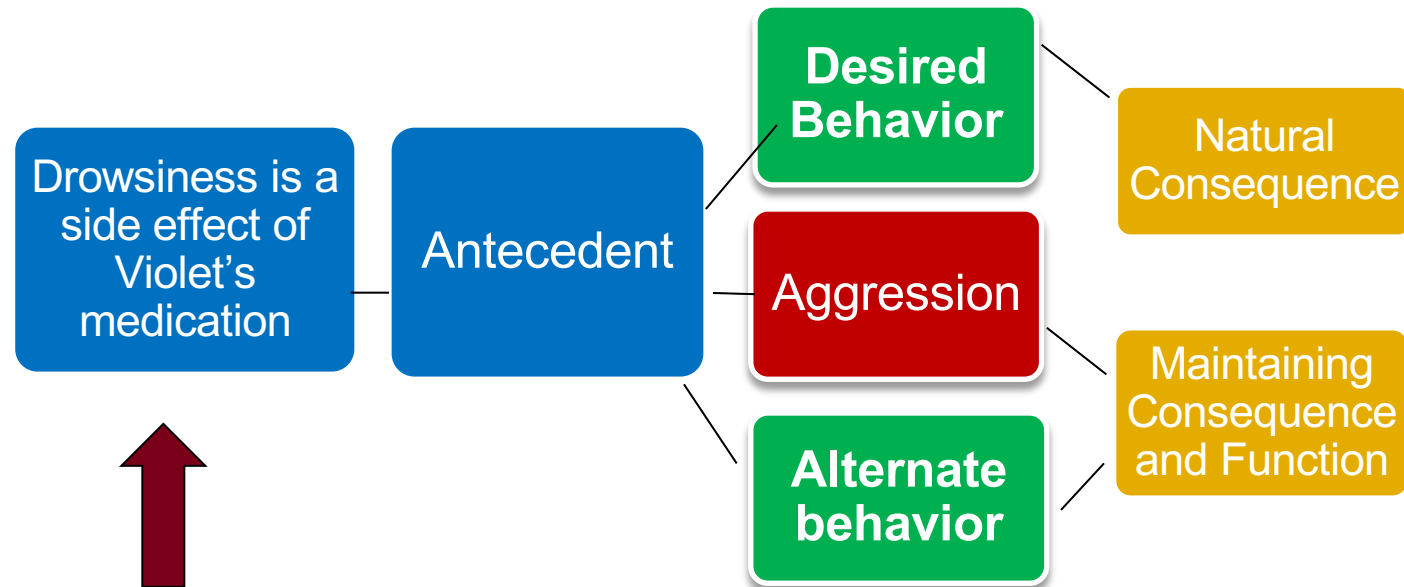 Drowsiness is a
side effect of
Violet’s
medication
Antecedent
Desired
Behavior
Aggression
Alternate
behavior
Natural
Consequence
Maintaining
Consequence
and Function